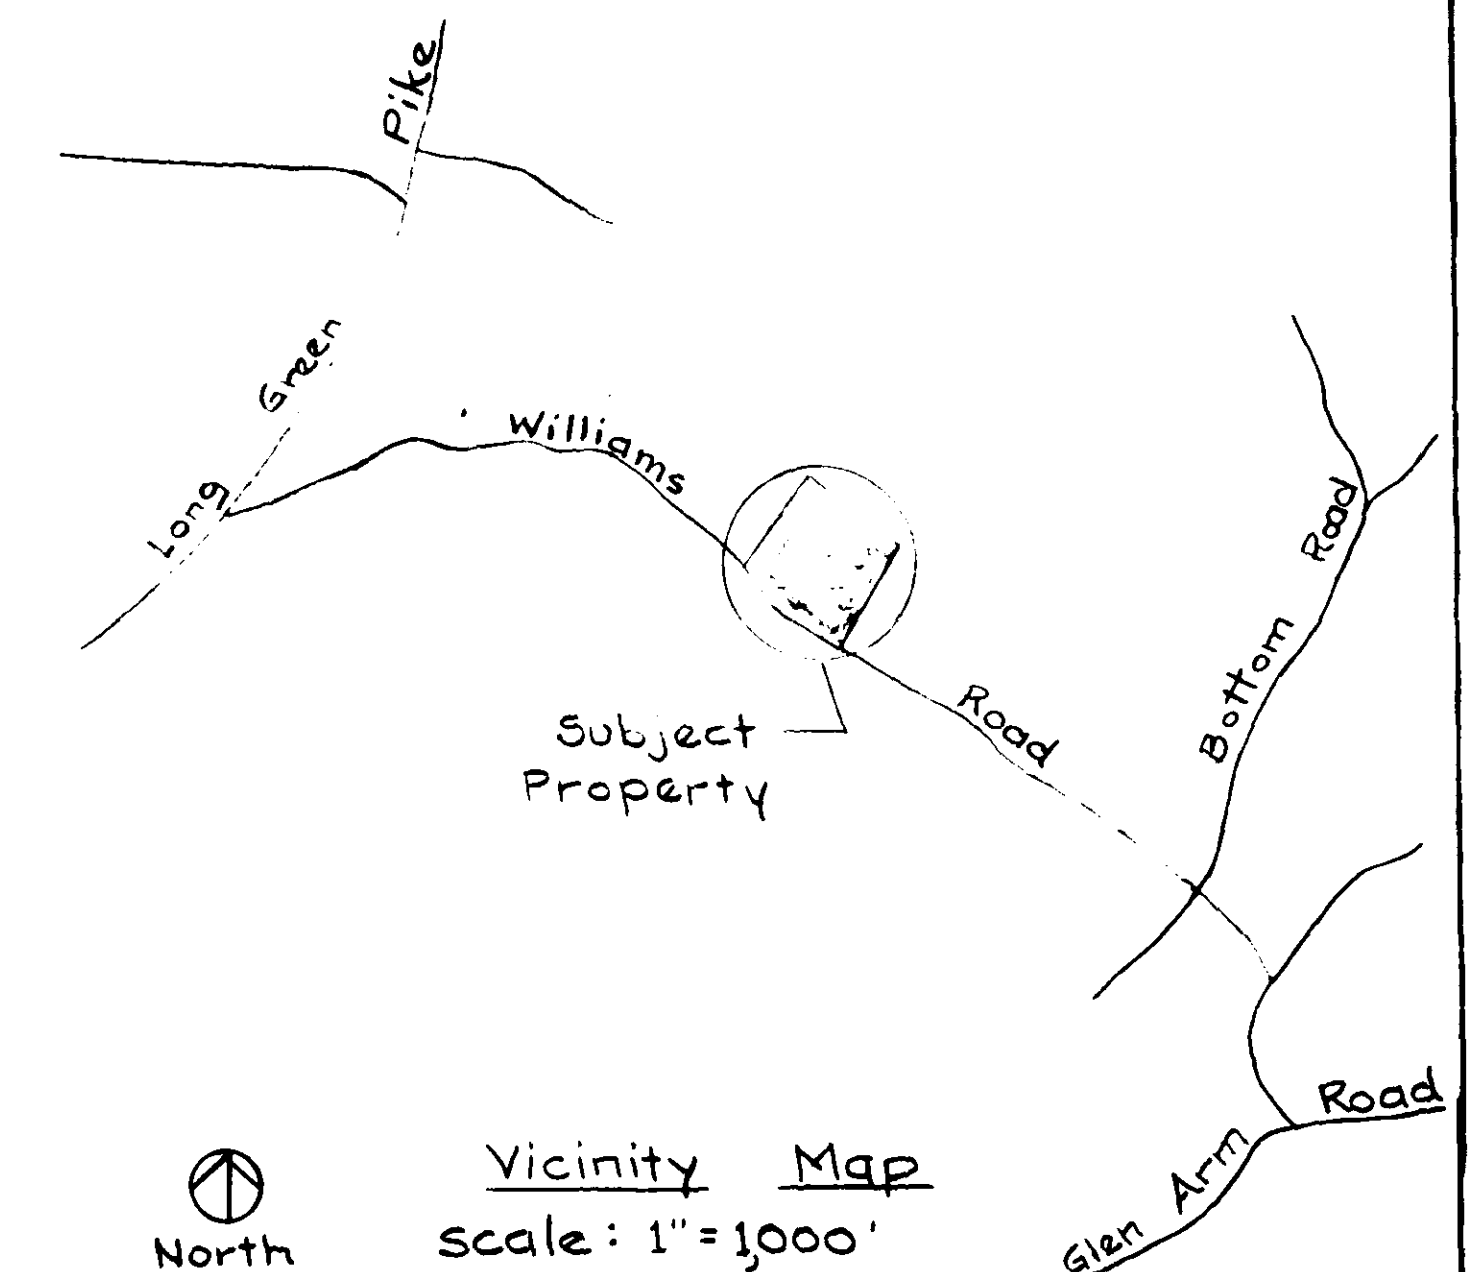 Long Green Pike
Williams Road
Bottom Road
Subject
Property
Glen Arm Road
North
Vicinity Map
scale: 1"=1,000'